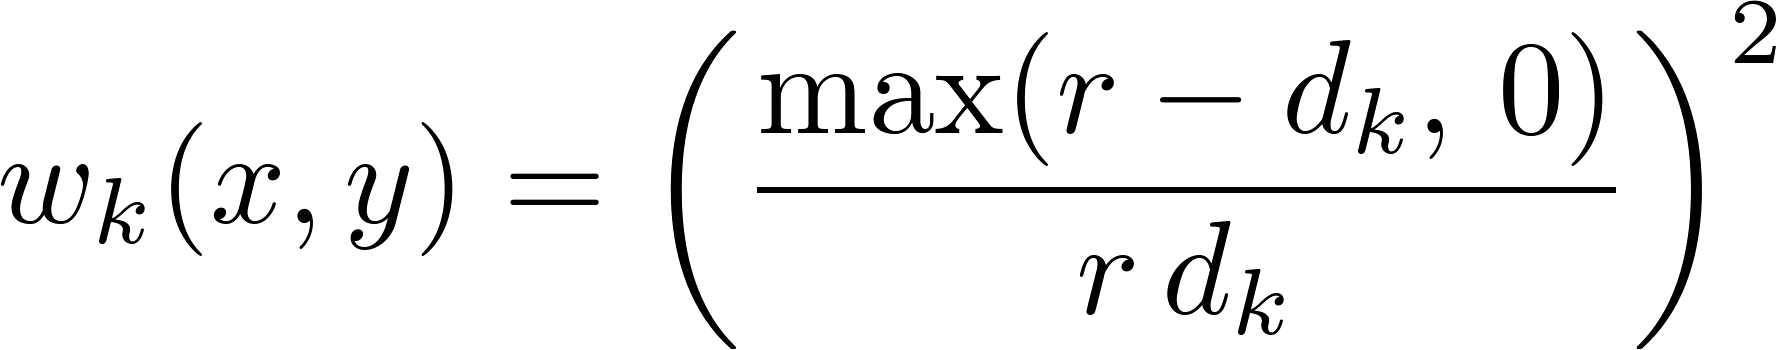 w_k(x, y) = \left( \frac{\max(r - d_k, 0)}{r \, d_k} \right)^2